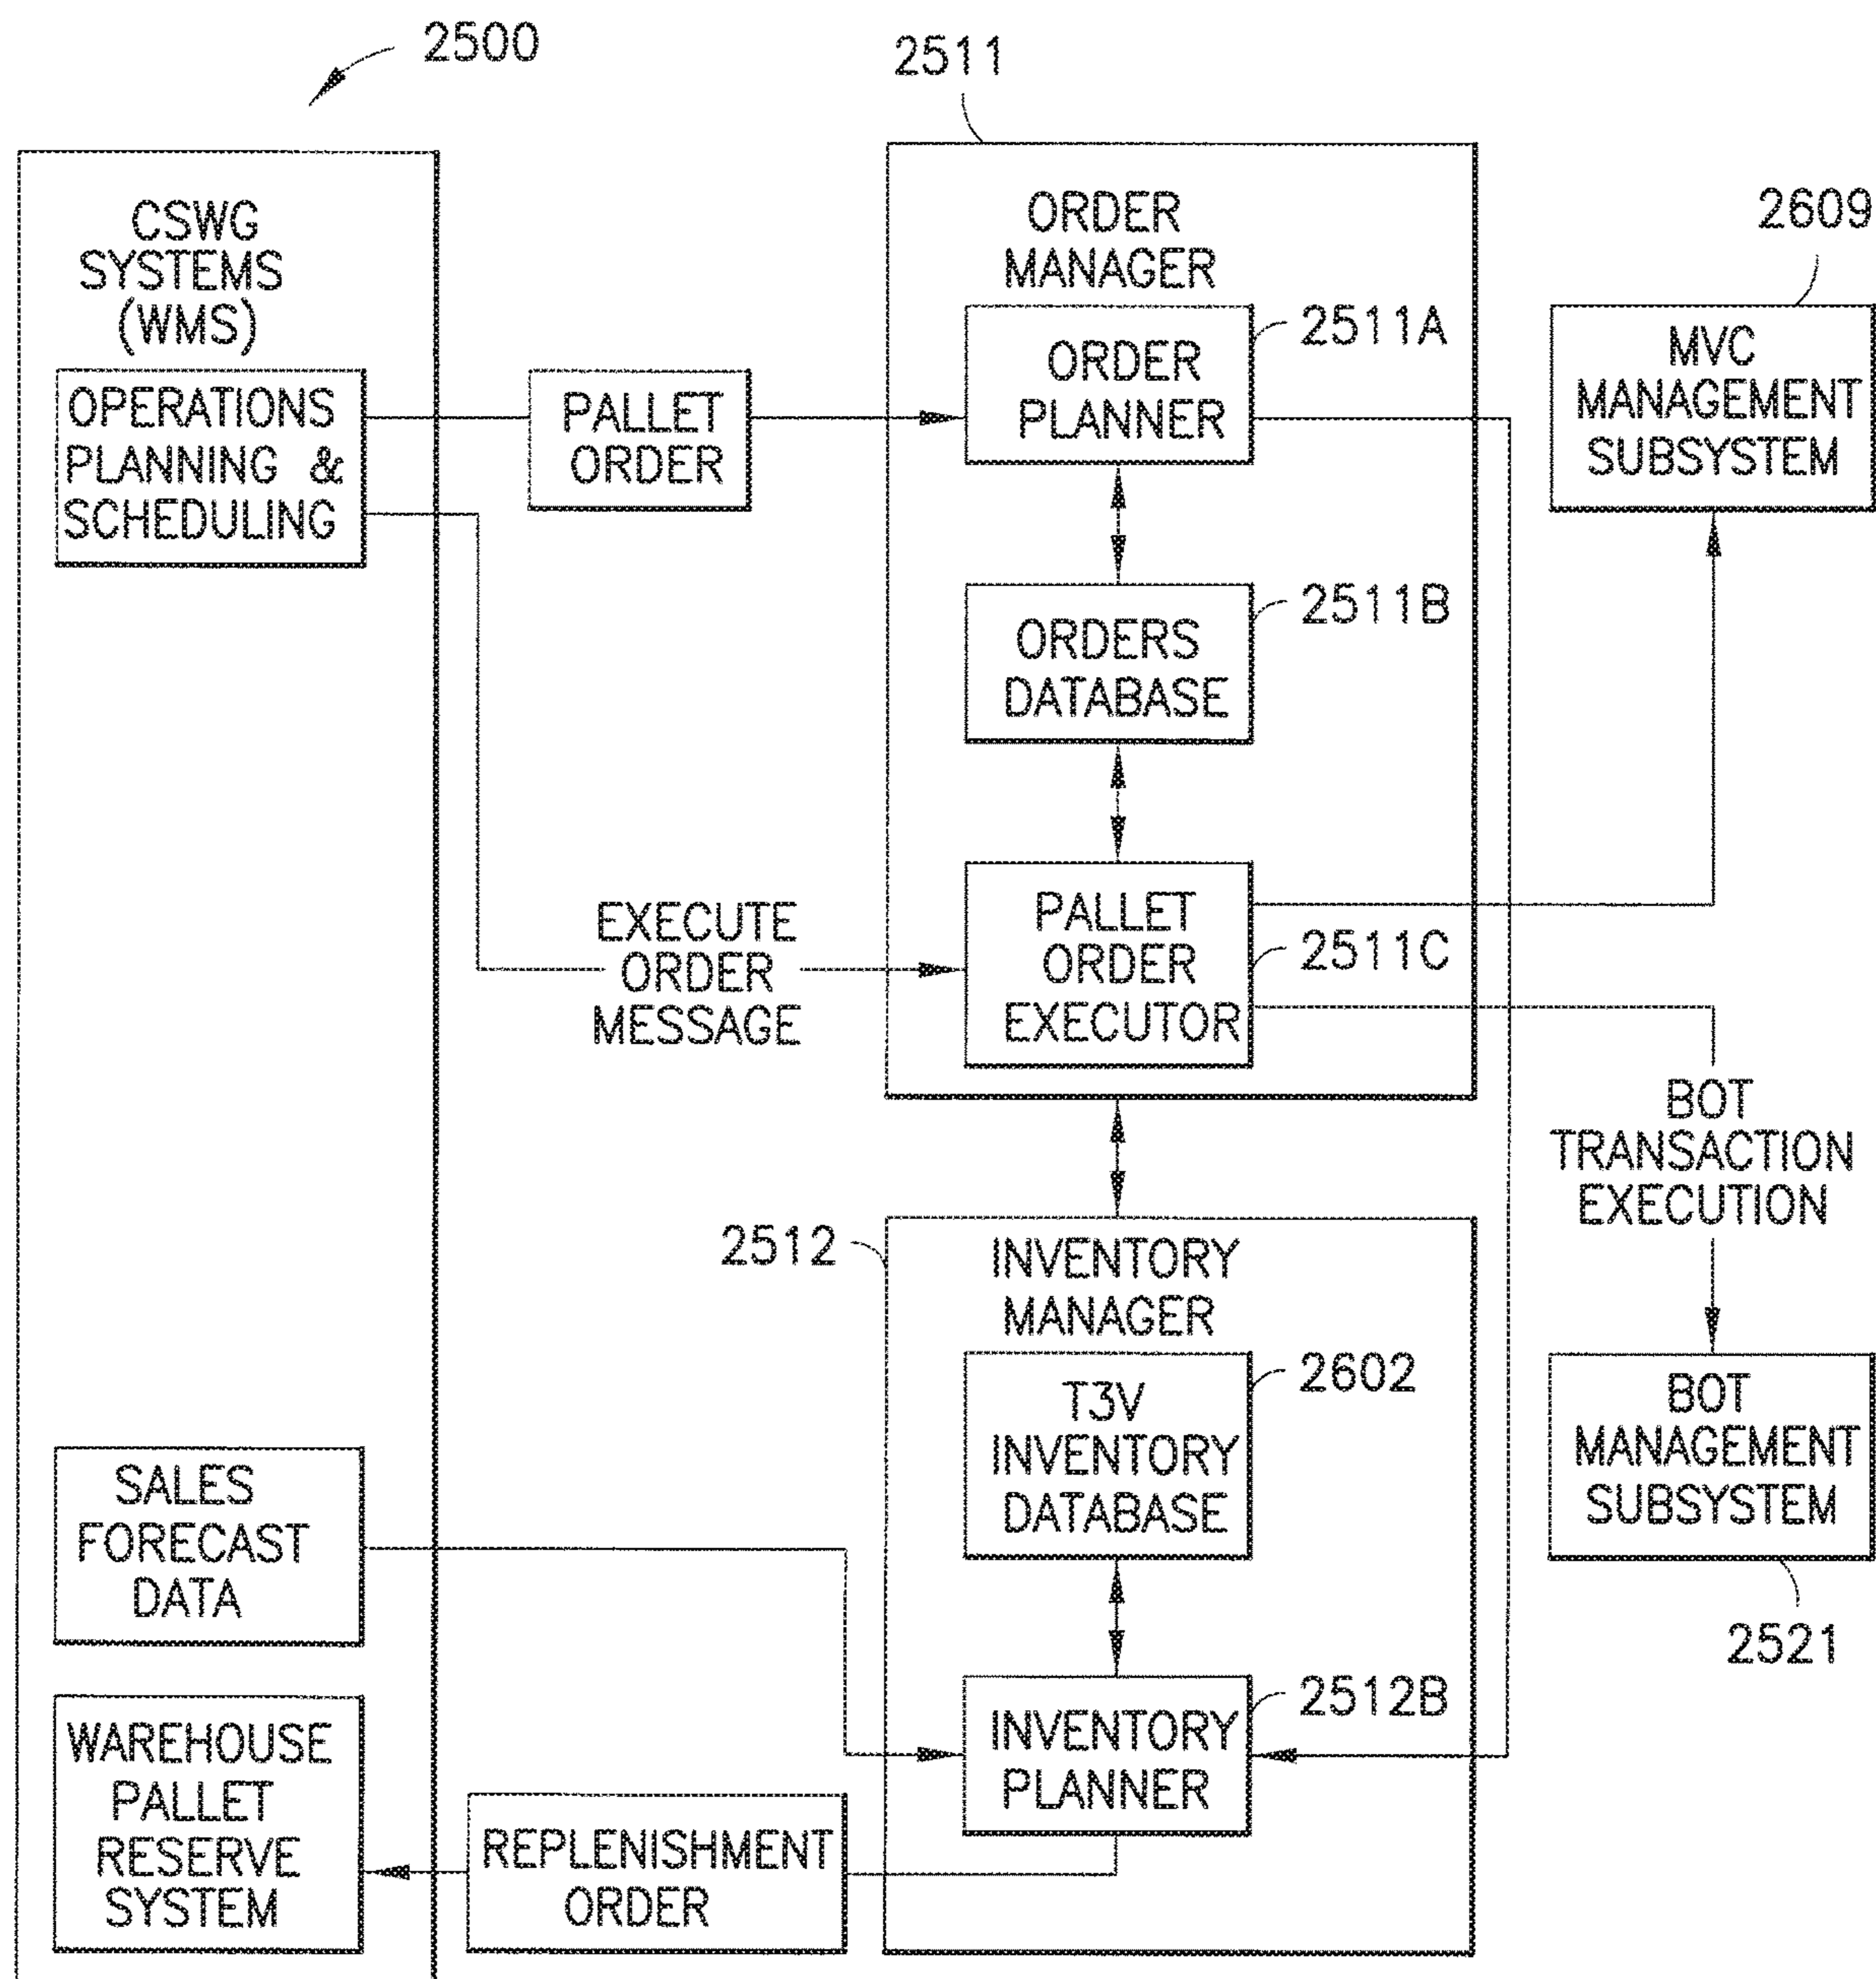 2500
CSWG
SYSTEMS
(WMS)
OPERATIONS
PLANNING &
SCHEDULING
PALLET
ORDER
EXECUTE
ORDER
MESSAGE
2511
ORDER
MANAGER
ORDER
PLANNER
2511A
ORDERS
DATABASE
2511B
PALLET
ORDER
EXECUTOR
2511C
2609
MVC
MANAGEMENT
SUBSYSTEM
BOT
TRANSACTION
EXECUTION
BOT
MANAGEMENT
SUBSYSTEM
2521
2512
INVENTORY
MANAGER
T3V
INVENTORY
DATABASE
2602
INVENTORY
PLANNER
2512B
SALES
FORECAST
DATA
WAREHOUSE
PALLET
RESERVE
SYSTEM
REPLENISHMENT
ORDER